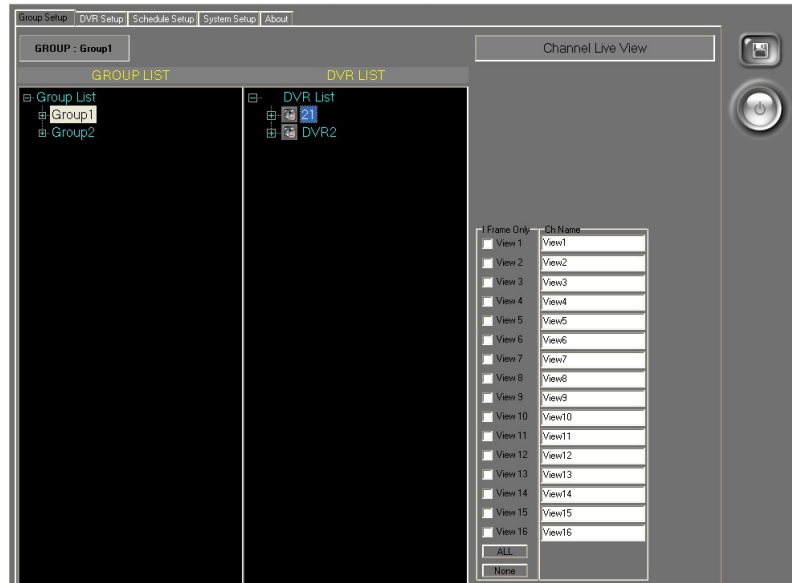 Group Setup DVR Setup Schedule Setup System Setup About
GROUP : Group1
Channel Live View
GROUP LIST
DVR LIST
Group List
Group1
Group2
DVR List
21
DVR2
I Frame Only Ch Name
View 1 View1
View 2 View2
View 3 View3
View 4 View4
View 5 View5
View 6 View6
View 7 View7
View 8 View8
View 9 View9
View 10 View10
View 11 View11
View 12 View12
View 13 View13
View 14 View14
View 15 View15
View 16 View16
ALL
None